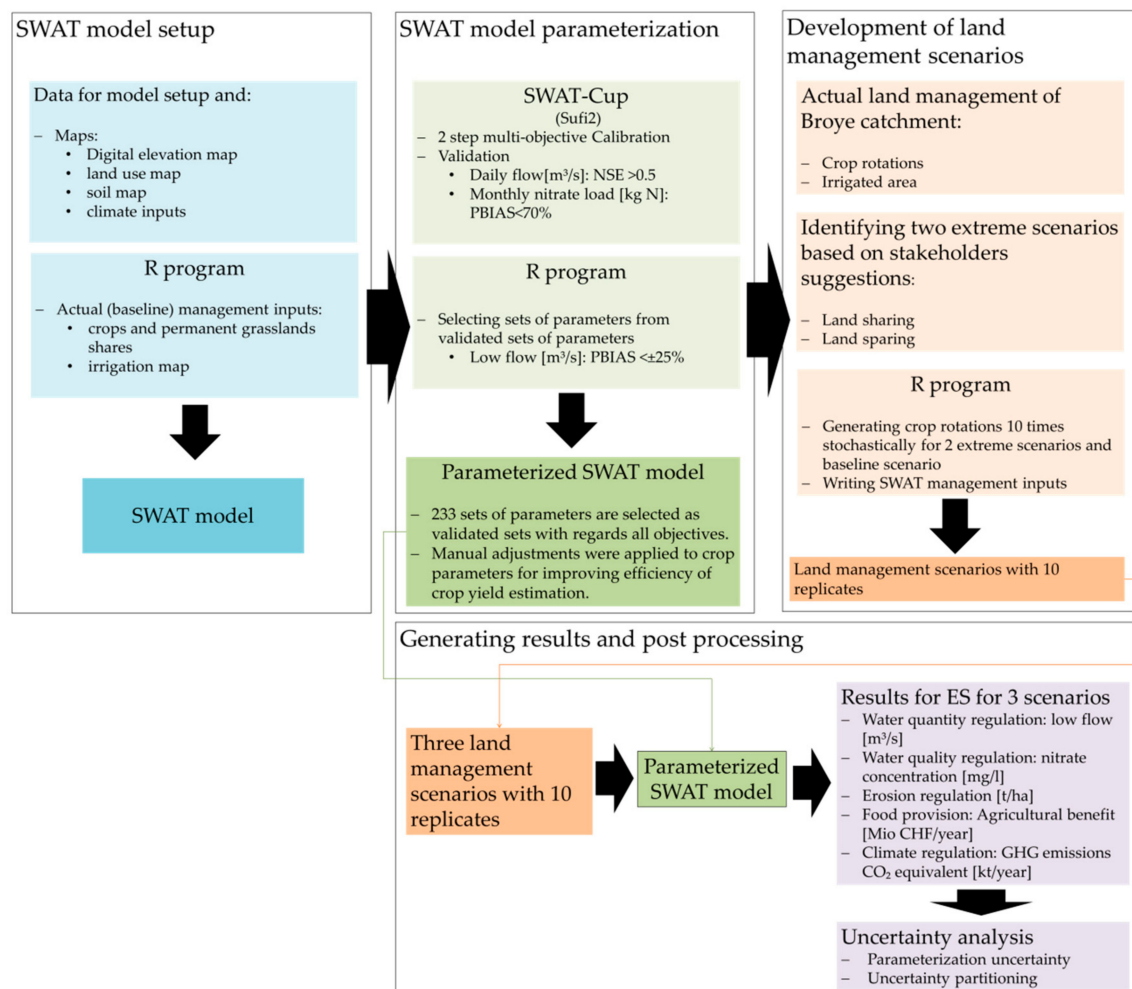 SWAT model setup
Data for model setup and:
– Maps:
• Digital elevation map
• land use map
• soil map
• climate inputs
R program
– Actual (baseline) management inputs:
• crops and permanent grasslands
shares
• irrigation map
SWAT model
SWAT model parameterization
SWAT-Cup
(Sufi2)
– 2 step multi-objective Calibration
– Validation
• Daily flow[m³/s]: NSE >0.5
• Monthly nitrate load [kg N]:
PBIAS<70%
R program
– Selecting sets of parameters from
validated sets of parameters
• Low flow [m³/s]: PBIAS <±25%
Parameterized SWAT model
– 233 sets of parameters are selected as
validated sets with regards all objectives.
– Manual adjustments were applied to crop
parameters for improving efficiency of
crop yield estimation.
Development of land
management scenarios
Actual land management of
Broye catchment:
– Crop rotations
– Irrigated area
Identifying two extreme scenarios
based on stakeholders
suggestions:
– Land sharing
– Land sparing
R program
– Generating crop rotations 10 times
stochastically for 2 extreme scenarios and
baseline scenario
– Writing SWAT management inputs
Land management scenarios with 10
replicates
Generating results and post processing
Three land
management
scenarios with 10
replicates
Parameterized
SWAT model
Results for ES for 3 scenarios
– Water quantity regulation: low flow
[m³/s]
– Water quality regulation: nitrate
concentration [mg/l]
– Erosion regulation [t/ha]
– Food provision: Agricultural benefit
[Mio CHF/year]
– Climate regulation: GHG emissions
CO₂ equivalent [kt/year]
Uncertainty analysis
– Parameterization uncertainty
– Uncertainty partitioning